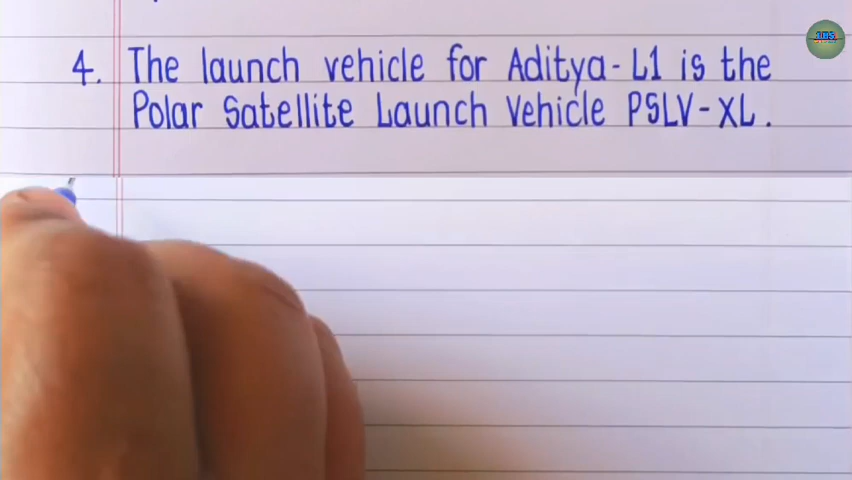 4. The launch vehicle for Aditya-L1 is the
Polar Satellite Launch Vehicle PSLV-XL.